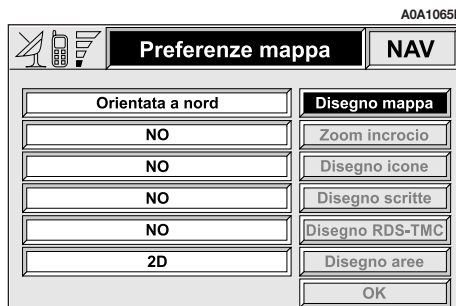 A0A1065
Preferenze mappa NAV
Orientata a nord Disegno mappa
NO Zoom incrocio
NO Disegno icone
NO Disegno scritte
NO Disegno RDS-TMC
2D Disegno aree
OK